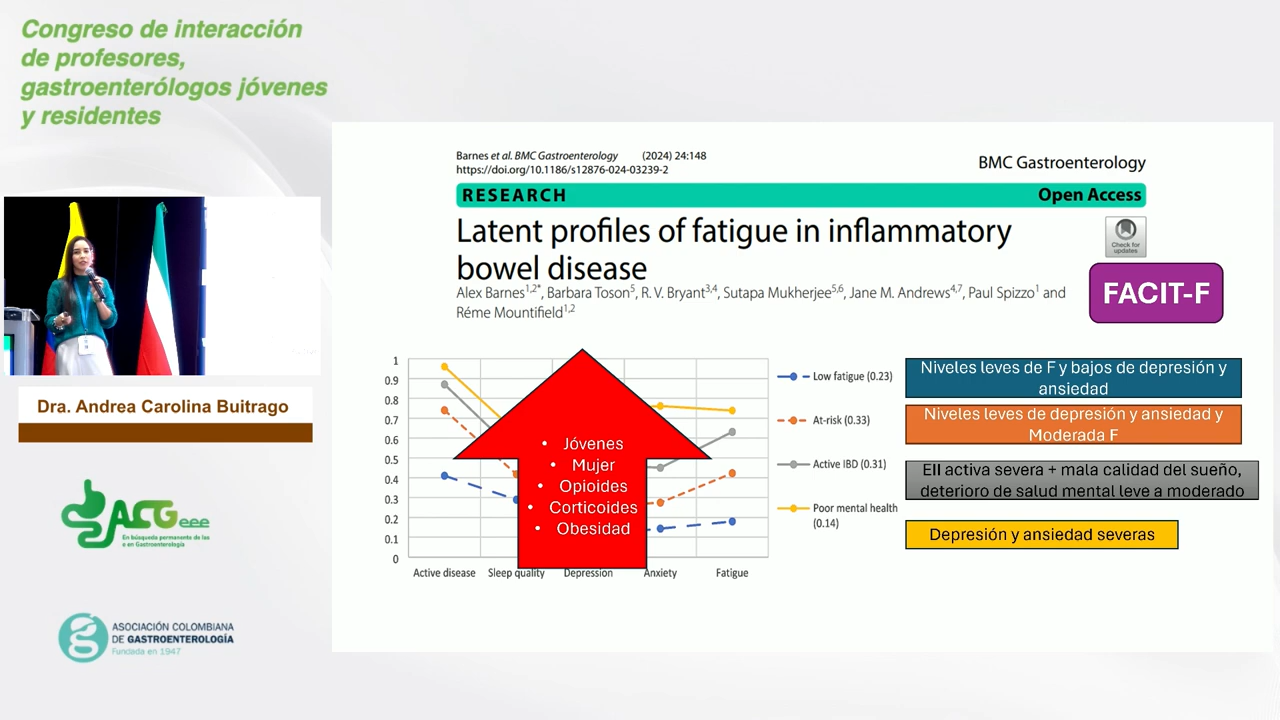 Congreso de interacción
de profesores,
gastroenterólogos jóvenes
y residentes
Dra. Andrea Carolina Buitrago
ACGeee
En búsqueda permanente de las
e en Gastroenterología
ASOCIACIÓN COLOMBIANA
DE GASTROENTEROLOGÍA
Fundada en 1947
Barnes et al. BMC Gastroenterology (2024) 24:148
https://doi.org/10.1186/s12876-024-03239-2
BMC Gastroenterology
RESEARCH
Open Access
Latent profiles of fatigue in inflammatory
bowel disease
Check for
updates
FACIT-F
Alex Barnes1,2*, Barbara Toson5, R. V. Bryant3,4, Sutapa Mukherjee5,6, Jane M. Andrews4,7, Paul Spizzo1 and
Réme Mountifield1,2
1
0.9
0.8
0.7
0.6
0.5
0.4
0.3
0.2
0.1
0
Active disease
Sleep quality
Depression
Anxiety
Fatigue
• Jóvenes
• Mujer
• Opioides
• Corticoides
• Obesidad
Low fatigue (0.23)
At-risk (0.33)
Active IBD (0.31)
Poor mental health
(0.14)
Niveles leves de F y bajos de depresión y
ansiedad
Niveles leves de depresión y ansiedad y
Moderada F
EII activa severa + mala calidad del sueño,
deterioro de salud mental leve a moderado
Depresión y ansiedad severas